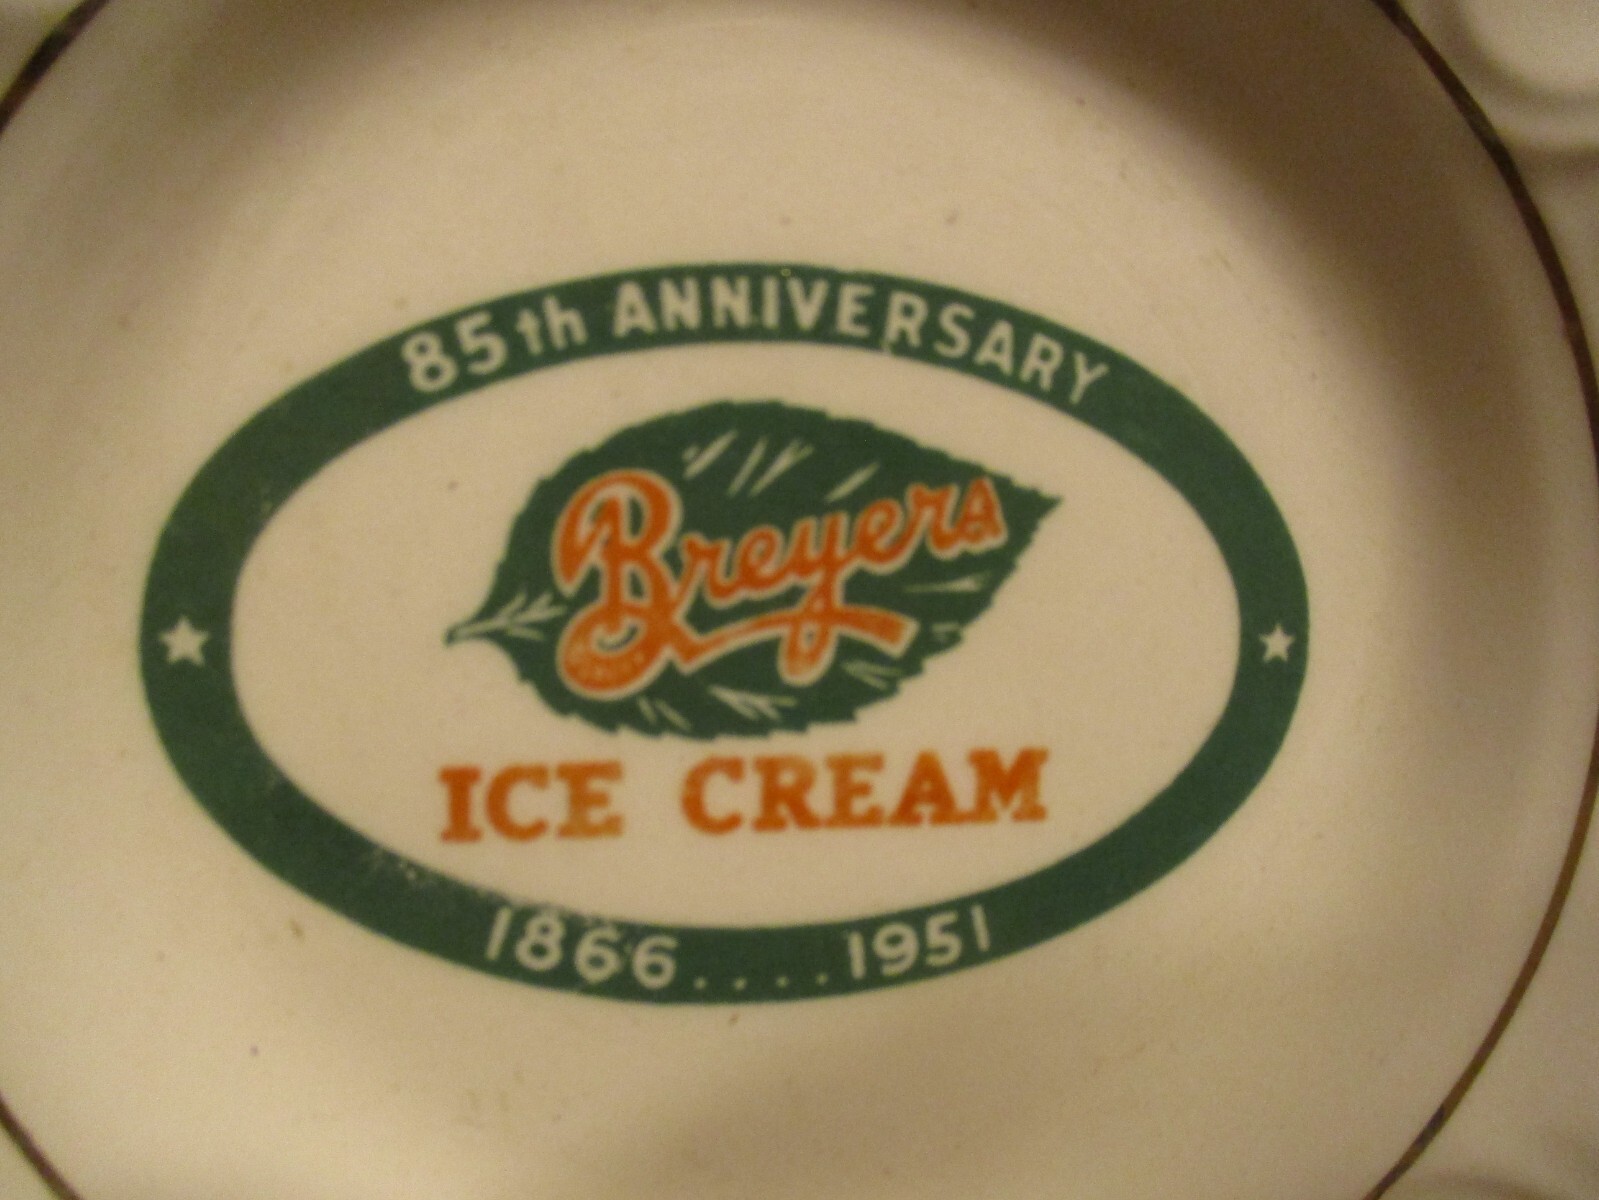 85th ANNIVERSARY
Breyers
ICE CREAM
1866....1951